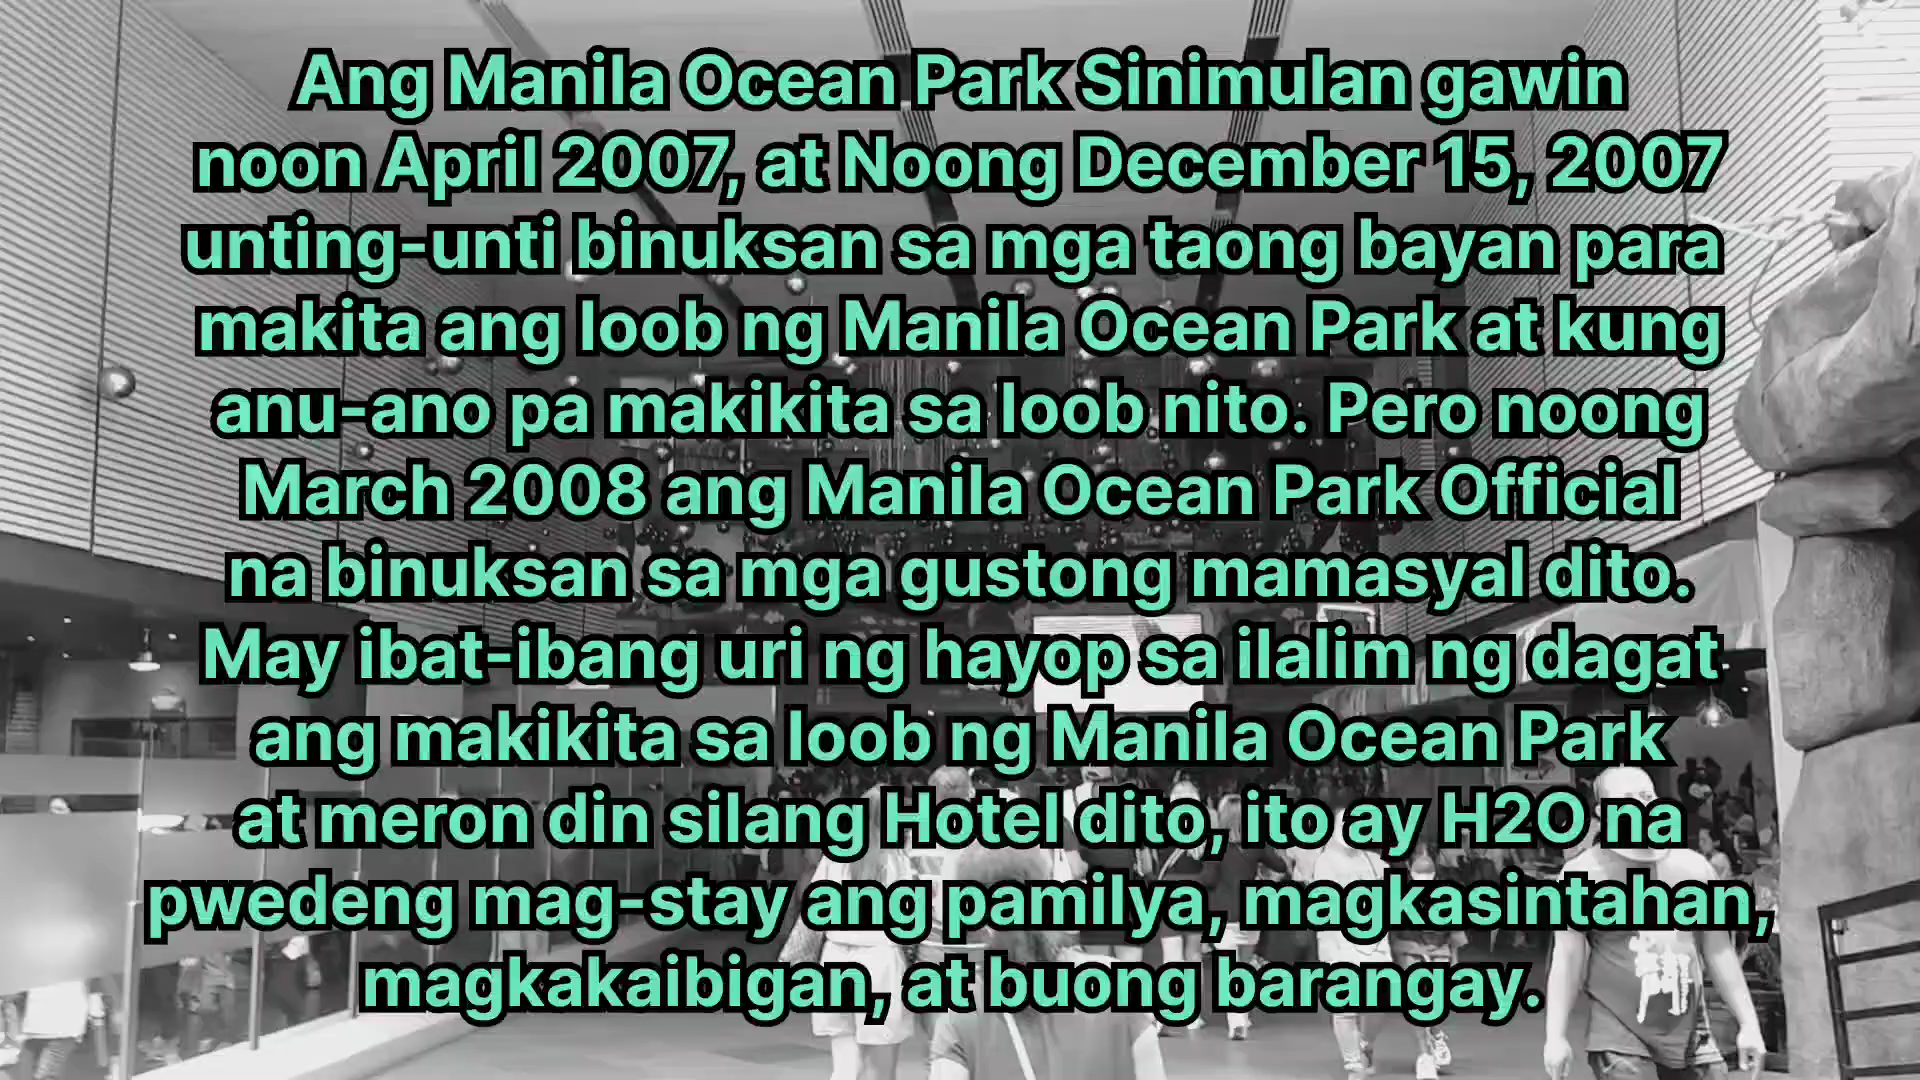 Ang Manila Ocean Park Sinimulan gawin
noon April 2007, at Noong December 15, 2007
unting-unti binuksan sa mga taong bayan para
makita ang loob ng Manila Ocean Park at kung
anu-ano pa makikita sa loob nito. Pero noong
March 2008 ang Manila Ocean Park Official
na binuksan sa mga gustong mamasyal dito.
May ibat-ibang uri ng hayop sa ilalim ng dagat
ang makikita sa loob ng Manila Ocean Park
at meron din silang Hotel dito, ito ay H2O na
pwedeng mag-stay ang pamilya, magkasintahan,
magkakaibigan, at buong barangay.